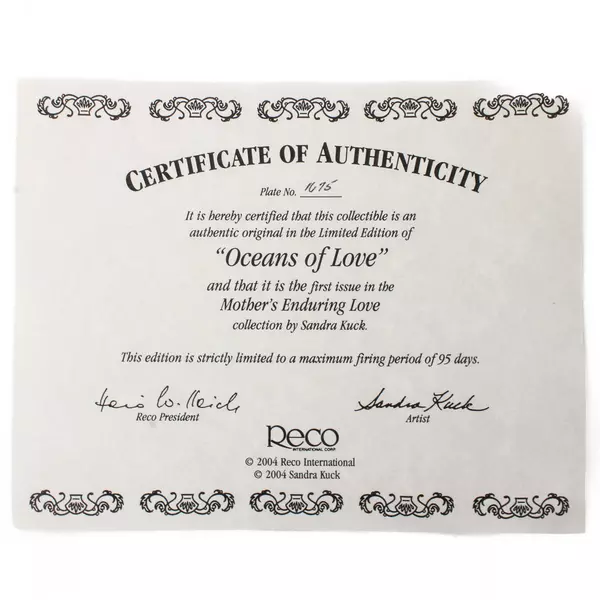 CERTIFICATE OF AUTHENTICITY
Plate No. 1675
It is hereby certified that this collectible is an
authentic original in the Limited Edition of
“Oceans of Love”
and that it is the first issue in the
Mother's Enduring Love
collection by Sandra Kuck.
This edition is strictly limited to a maximum firing period of 95 days.
Sandra Kuck
Reco President
Artist
Reco
INTERNATIONAL CORP.
© 2004 Reco International
© 2004 Sandra Kuck